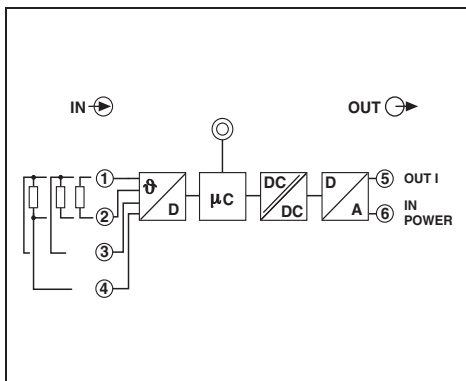 IN OUT
1 ϑ DC D 5 OUT I
2 D μC DC A 6 IN
POWER
3
4